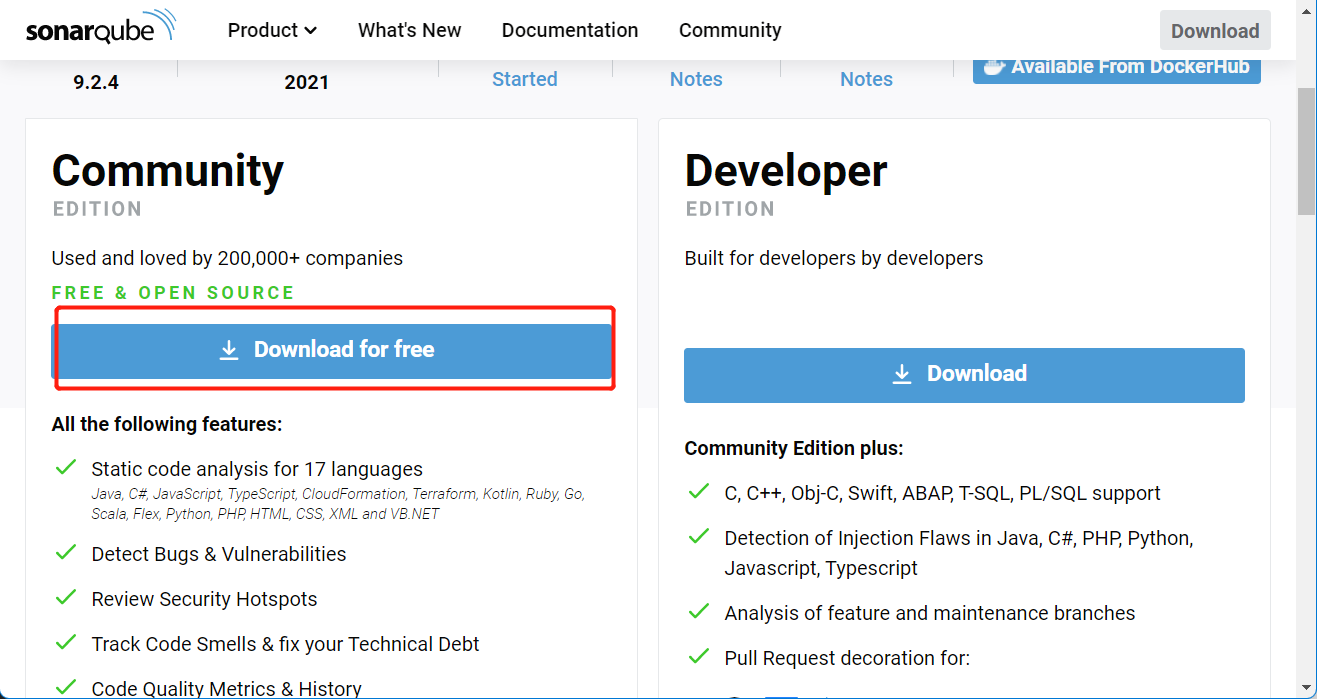 sonarqube Product What's New Documentation Community Download
9.2.4 2021 Started Notes Notes Available From DockerHub
Community
EDITION
Used and loved by 200,000+ companies
FREE & OPEN SOURCE
Download for free
All the following features:
Static code analysis for 17 languages
Java, C#, JavaScript, TypeScript, CloudFormation, Terraform, Kotlin, Ruby, Go,
Scala, Flex, Python, PHP, HTML, CSS, XML and VB.NET
Detect Bugs & Vulnerabilities
Review Security Hotspots
Track Code Smells & fix your Technical Debt
Code Quality Metrics & History
Developer
EDITION
Built for developers by developers
Download
Community Edition plus:
C, C++, Obj-C, Swift, ABAP, T-SQL, PL/SQL support
Detection of Injection Flaws in Java, C#, PHP, Python,
Javascript, Typescript
Analysis of feature and maintenance branches
Pull Request decoration for: